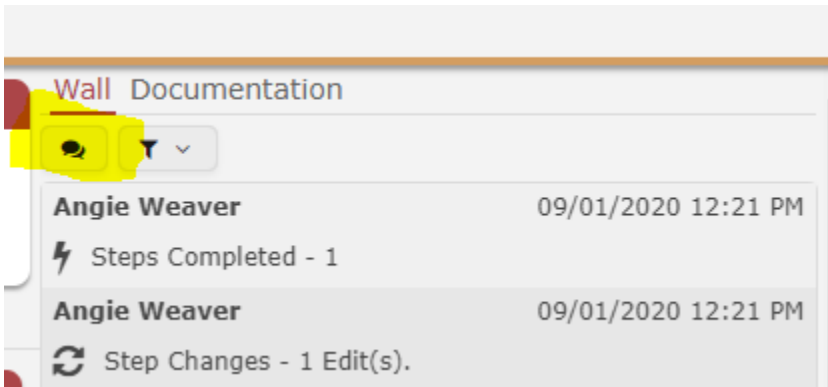 Wall Documentation
Angie Weaver 09/01/2020 12:21 PM
Steps Completed - 1
Angie Weaver 09/01/2020 12:21 PM
Step Changes - 1 Edit(s).